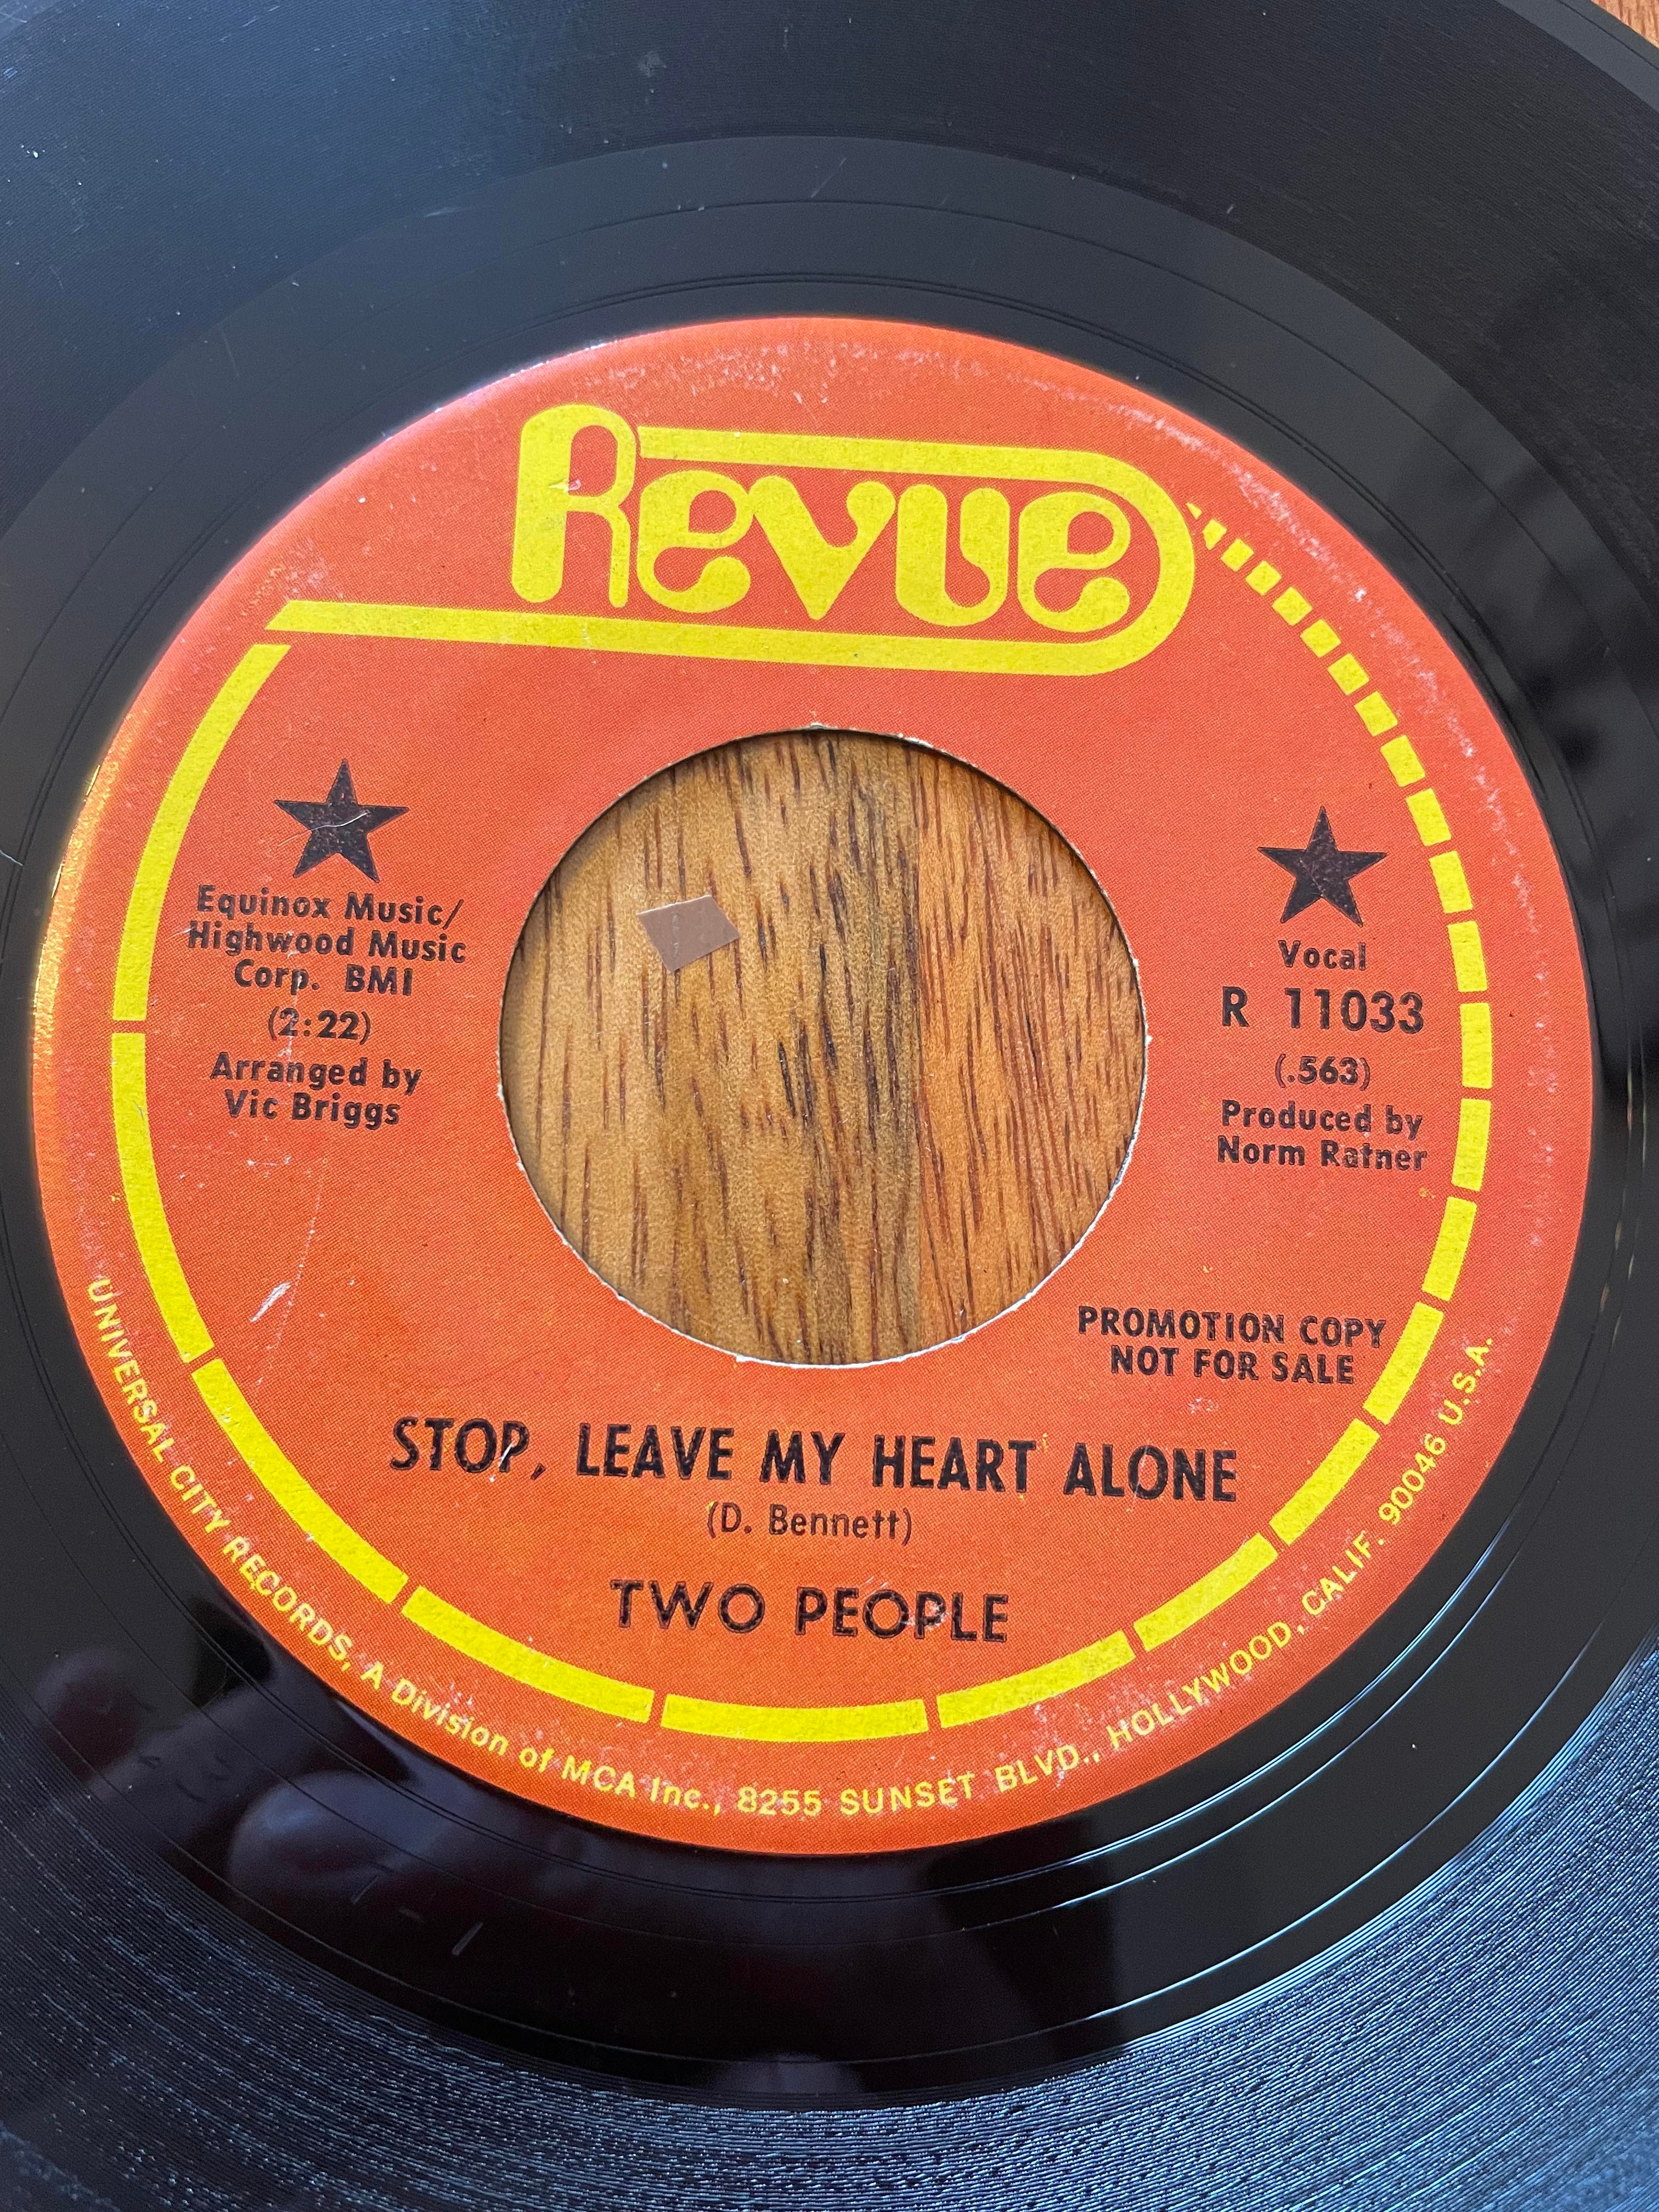 Revue
Equinox Music/
Highwood Music
Corp. BMI
(2:22)
Arranged by
Vic Briggs
Vocal
R 11033
(.563)
Produced by
Norm Ratner
PROMOTION COPY
NOT FOR SALE
STOP, LEAVE MY HEART ALONE
(D. Bennett)
TWO PEOPLE
UNIVERSAL CITY RECORDS, A Division of MCA Inc., 8255 SUNSET BLVD., HOLLYWOOD, CALIF. 90046 U.S.A.